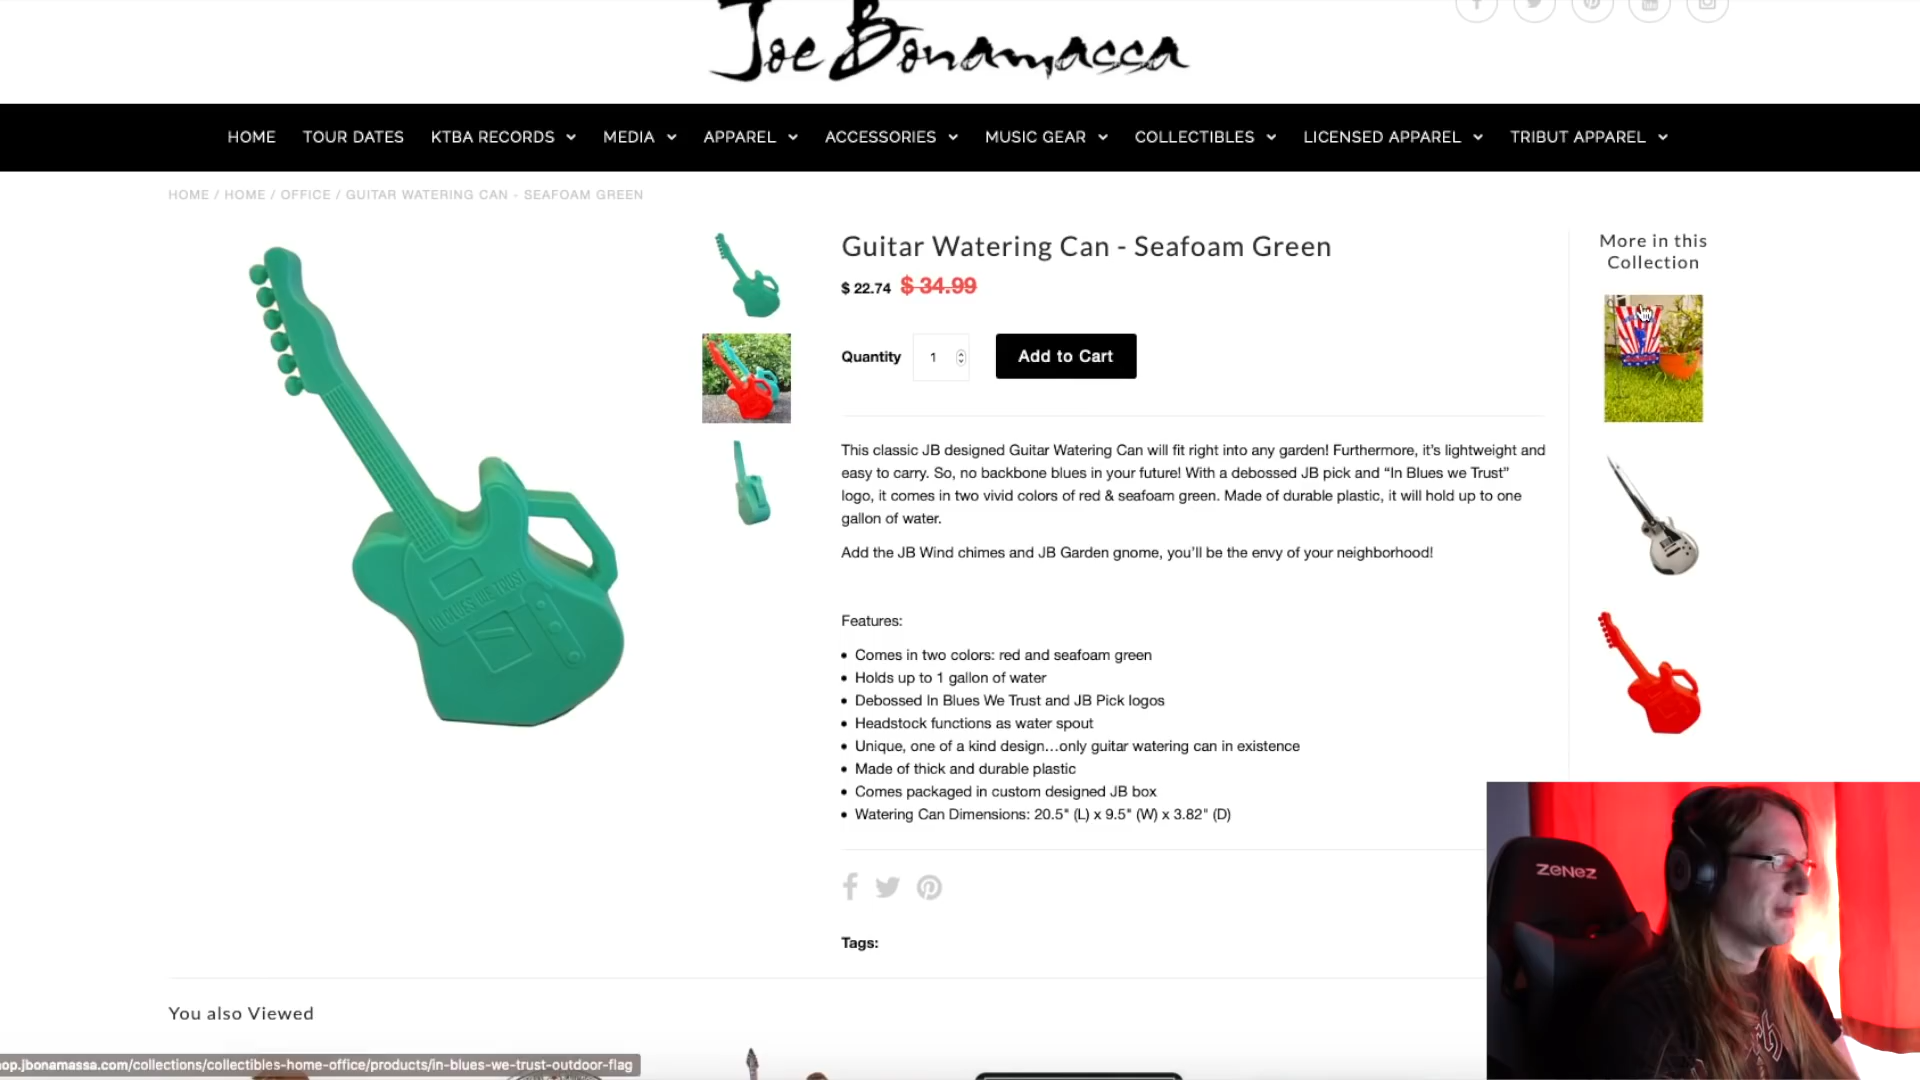 Joe Bonamassa
HOME TOUR DATES KTBA RECORDS MEDIA APPAREL ACCESSORIES MUSIC GEAR COLLECTIBLES LICENSED APPAREL TRIBUT APPAREL
HOME / HOME / OFFICE / GUITAR WATERING CAN - SEAFOAM GREEN
Guitar Watering Can - Seafoam Green
$ 22.74 $ 34.99
Quantity 1 Add to Cart
This classic JB designed Guitar Watering Can will fit right into any garden! Furthermore, it's lightweight and
easy to carry. So, no backbone blues in your future! With a debossed JB pick and “In Blues we Trust”
logo, it comes in two vivid colors of red & seafoam green. Made of durable plastic, it will hold up to one
gallon of water.
Add the JB Wind chimes and JB Garden gnome, you'll be the envy of your neighborhood!
Features:
• Comes in two colors: red and seafoam green
• Holds up to 1 gallon of water
• Debossed In Blues We Trust and JB Pick logos
• Headstock functions as water spout
• Unique, one of a kind design…only guitar watering can in existence
• Made of thick and durable plastic
• Comes packaged in custom designed JB box
• Watering Can Dimensions: 20.5" (L) x 9.5" (W) x 3.82" (D)
Tags:
More in this
Collection
IN BLUES WE TRUST
ZENEZ
You also Viewed
op.jbonamassa.com/collections/collectibles-home-office/products/in-blues-we-trust-outdoor-flag